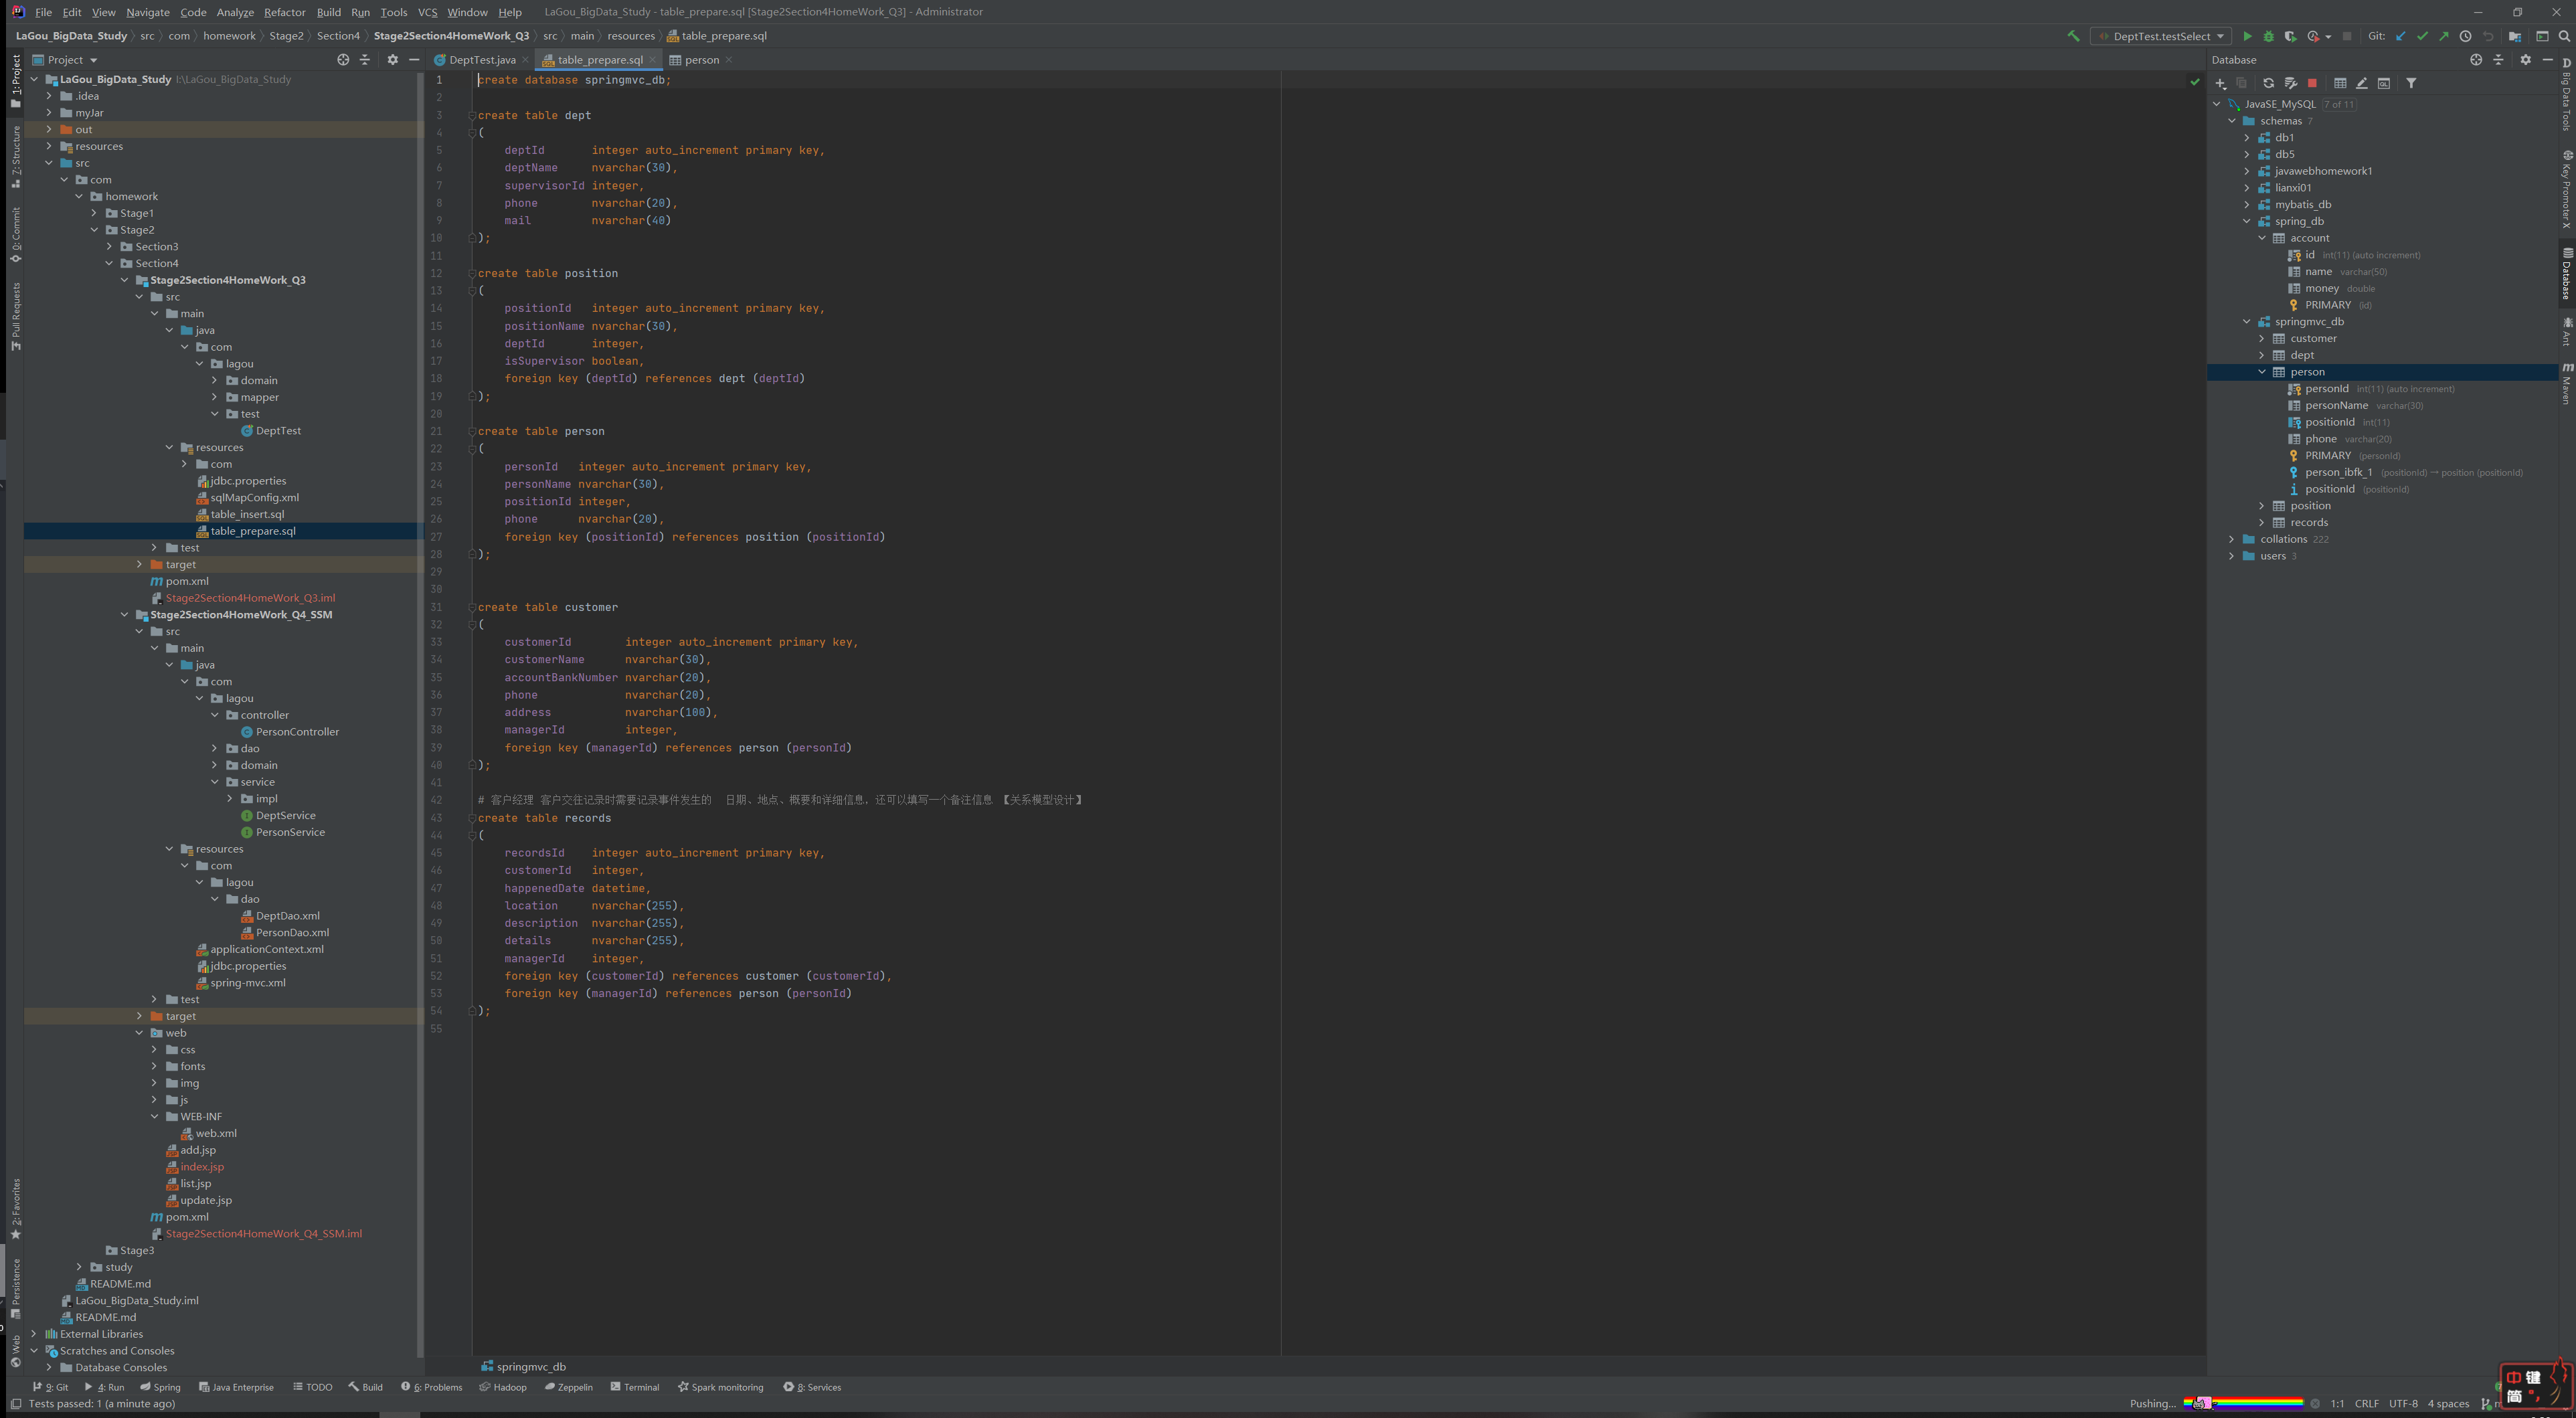 File Edit View Navigate Code Analyze Refactor Build Run Tools VCS Window Help LaGou_BigData_Study - table_prepare.sql [Stage2Section4HomeWork_Q3] - Administrator
LaGou_BigData_Study src com homework Stage2 Section4 Stage2Section4HomeWork_Q3 src main resources table_prepare.sql DeptTest.testSelect Git:
1: Project
Z: Structure
0: Commit
Pull Requests
2: Favorites
Persistence
Web
Project
LaGou_BigData_Study I:\LaGou_BigData_Study
.idea
myJar
out
resources
src
com
homework
Stage1
Stage2
Section3
Section4
Stage2Section4HomeWork_Q3
src
main
java
com
lagou
domain
mapper
test
DeptTest
resources
com
jdbc.properties
sqlMapConfig.xml
table_insert.sql
table_prepare.sql
test
target
pom.xml
Stage2Section4HomeWork_Q3.iml
Stage2Section4HomeWork_Q4_SSM
src
main
java
com
lagou
controller
PersonController
dao
domain
service
impl
DeptService
PersonService
resources
com
lagou
dao
DeptDao.xml
PersonDao.xml
applicationContext.xml
jdbc.properties
spring-mvc.xml
test
target
web
css
fonts
img
js
WEB-INF
web.xml
add.jsp
index.jsp
list.jsp
update.jsp
pom.xml
Stage2Section4HomeWork_Q4_SSM.iml
Stage3
study
README.md
LaGou_BigData_Study.iml
README.md
External Libraries
Scratches and Consoles
Database Consoles
DeptTest.java table_prepare.sql person
1 create database springmvc_db;
2
3 create table dept
4 (
5 deptId integer auto_increment primary key,
6 deptName nvarchar(30),
7 supervisorId integer,
8 phone nvarchar(20),
9 mail nvarchar(40)
10 );
11
12 create table position
13 (
14 positionId integer auto_increment primary key,
15 positionName nvarchar(30),
16 deptId integer,
17 isSupervisor boolean,
18 foreign key (deptId) references dept (deptId)
19 );
20
21 create table person
22 (
23 personId integer auto_increment primary key,
24 personName nvarchar(30),
25 positionId integer,
26 phone nvarchar(20),
27 foreign key (positionId) references position (positionId)
28 );
29
30
31 create table customer
32 (
33 customerId integer auto_increment primary key,
34 customerName nvarchar(30),
35 accountBankNumber nvarchar(20),
36 phone nvarchar(20),
37 address nvarchar(100),
38 managerId integer,
39 foreign key (managerId) references person (personId)
40 );
41
42 # 客户经理 客户交往记录时需要记录事件发生的 日期、地点、概要和详细信息，还可以填写一个备注信息 【关系模型设计】
43 create table records
44 (
45 recordsId integer auto_increment primary key,
46 customerId integer,
47 happenedDate datetime,
48 location nvarchar(255),
49 description nvarchar(255),
50 details nvarchar(255),
51 managerId integer,
52 foreign key (customerId) references customer (customerId),
53 foreign key (managerId) references person (personId)
54 );
55
springmvc_db
Database
JavaSE_MySQL 7 of 11
schemas 7
db1
db5
javawebhomework1
lianxi01
mybatis_db
spring_db
account
id int(11) (auto increment)
name varchar(50)
money double
PRIMARY (id)
springmvc_db
customer
dept
person
personId int(11) (auto increment)
personName varchar(30)
positionId int(11)
phone varchar(20)
PRIMARY (personId)
person_ibfk_1 (positionId) → position (positionId)
positionId (positionId)
position
records
collations 222
users 3
Big Data Tools
Key Promoter X
Database
Ant
Maven
9: Git 4: Run Spring Java Enterprise TODO Build 6: Problems Hadoop Zeppelin Terminal Spark monitoring 8: Services
Tests passed: 1 (a minute ago) Pushing... 1:1 CRLF UTF-8 4 spaces
中 键
简